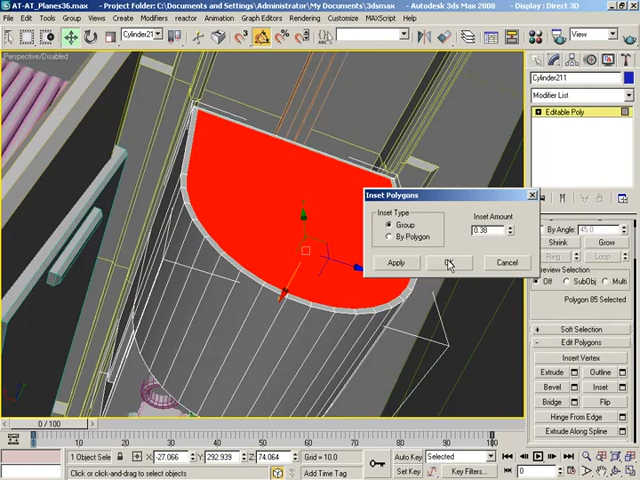 AT-AT_Planes36.max - Project Folder: C:\Documents and Settings\Administrator\My Documents\3dsmax - Autodesk 3ds Max 2008 - Display : Direct 3D
File Edit Tools Group Views Create Modifiers Reactor Animation Graph Editors Rendering Customize MAXScript Help
Cylinder21
View
Perspective/Disabled
Cylinder211
Modifier List
Editable Poly
Inset Polygons
Inset Type
Group
By Polygon
Inset Amount
0.38
Apply
OK
Cancel
By Angle: 45.0
Shrink
Grow
Ring
Loop
Preview Selection
Off
SubObj
Multi
Polygon 85 Selected
Soft Selection
Edit Polygons
Insert Vertex
Extrude
Outline
Bevel
Inset
Bridge
Flip
Hinge From Edge
Extrude Along Spline
0 / 100
0 10 20 30 40 50 60 70 80 90 100
1 Object Selec
X: -27.066
Y: 292.939
Z: 74.064
Grid = 10.0
Auto Key
Selected
Click or click-and-drag to select objects
Add Time Tag
Set Key
Key Filters...
0